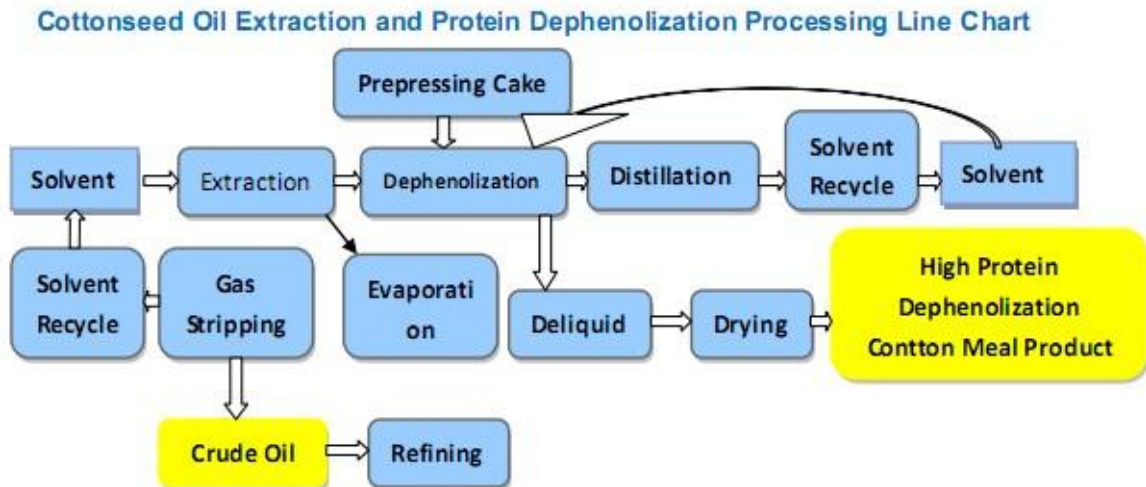 Cottonseed Oil Extraction and Protein Dephenolization Processing Line Chart
Prepressing Cake
Solvent
Extraction
Dephenolization
Distillation
Solvent
Recycle
Solvent
Solvent
Recycle
Gas
Stripping
Evaporati
on
Deliquid
Drying
High Protein
Dephenolization
Contton Meal Product
Crude Oil
Refining